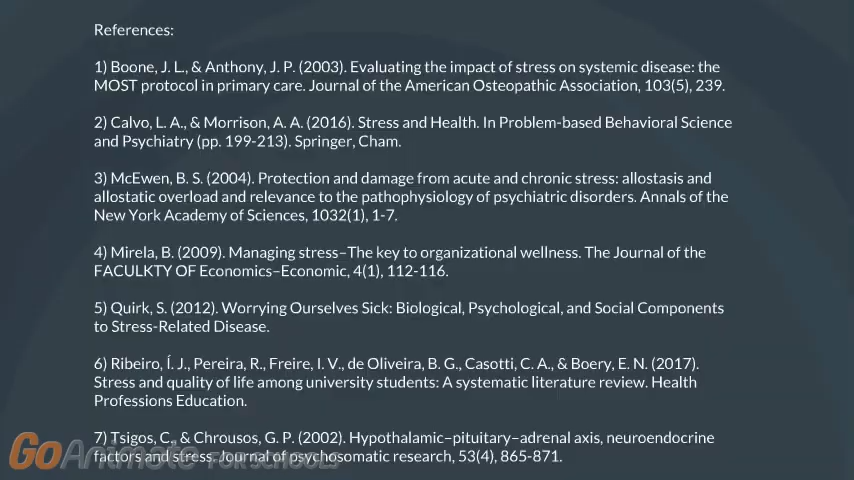 References:
1) Boone, J. L., & Anthony, J. P. (2003). Evaluating the impact of stress on systemic disease: the
MOST protocol in primary care. Journal of the American Osteopathic Association, 103(5), 239.
2) Calvo, L. A., & Morrison, A. A. (2016). Stress and Health. In Problem-based Behavioral Science
and Psychiatry (pp. 199-213). Springer, Cham.
3) McEwen, B. S. (2004). Protection and damage from acute and chronic stress: allostasis and
allostatic overload and relevance to the pathophysiology of psychiatric disorders. Annals of the
New York Academy of Sciences, 1032(1), 1-7.
4) Mirela, B. (2009). Managing stress–The key to organizational wellness. The Journal of the
FACULKTY OF Economics–Economic, 4(1), 112-116.
5) Quirk, S. (2012). Worrying Ourselves Sick: Biological, Psychological, and Social Components
to Stress-Related Disease.
6) Ribeiro, Í. J., Pereira, R., Freire, I. V., de Oliveira, B. G., Casotti, C. A., & Boery, E. N. (2017).
Stress and quality of life among university students: A systematic literature review. Health
Professions Education.
7) Tsigos, C., & Chrousos, G. P. (2002). Hypothalamic–pituitary–adrenal axis, neuroendocrine
factors and stress. Journal of psychosomatic research, 53(4), 865-871.
GoAnimate FOR SCHOOLS